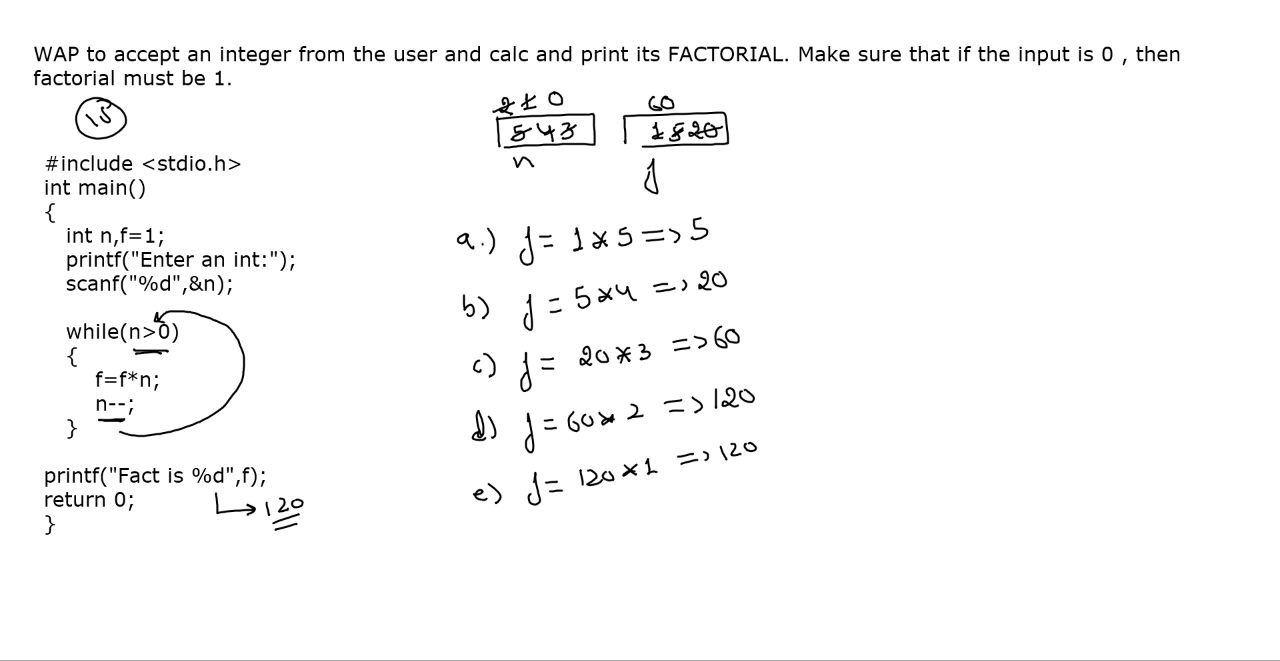 WAP to accept an integer from the user and calc and print its FACTORIAL. Make sure that if the input is 0 , then
factorial must be 1.
15
#include <stdio.h>
int main()
{
int n,f=1;
printf("Enter an int:");
scanf("%d",&n);
while(n>0)
{
f=f*n;
n--;
}
printf("Fact is %d",f);
return 0;
}
120
2 1 0
5 4 3
n
60
1 5 20
f
a.) f= 1*5=>5
b) f = 5*4 => 20
c) f = 20*3 =>60
d) f=60*2 =>120
e) f= 120*1 =>120